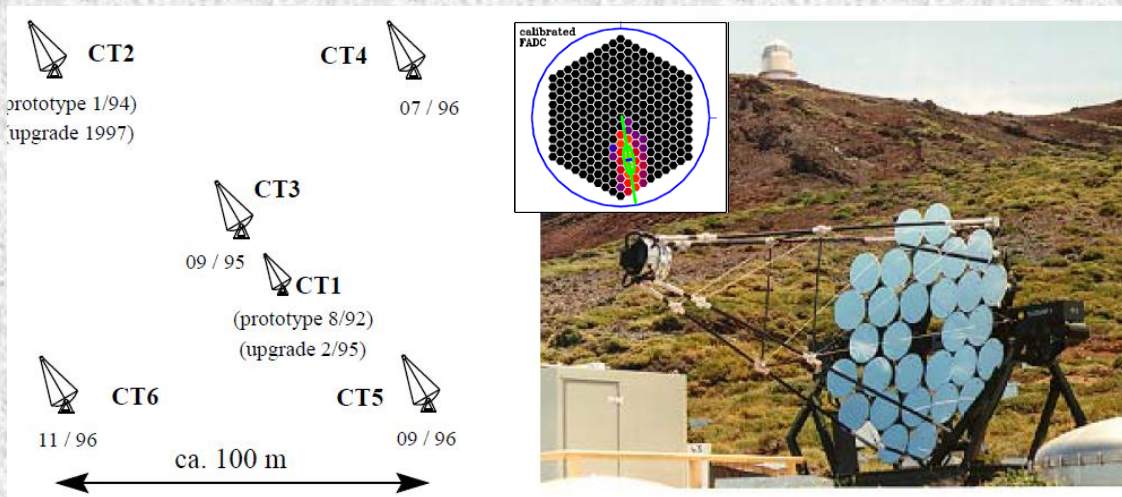 CT2
(prototype 1/94)
(upgrade 1997)
CT4
07 / 96
CT3
09 / 95
CT1
(prototype 8/92)
(upgrade 2/95)
CT6
11 / 96
CT5
09 / 96
ca. 100 m
calibrated
FADC